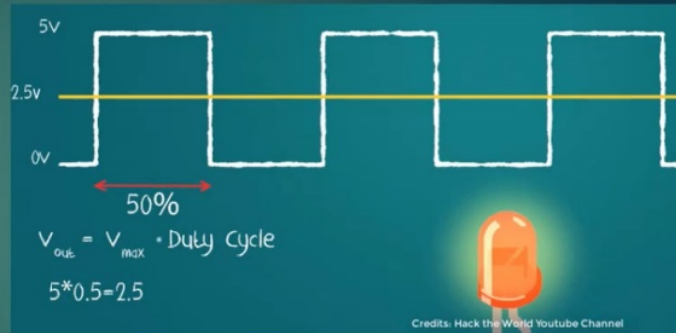 5v
2.5v
0v
50%
Vout = Vmax * Duty Cycle
5*0.5=2.5
Credits: Hack the World Youtube Channel